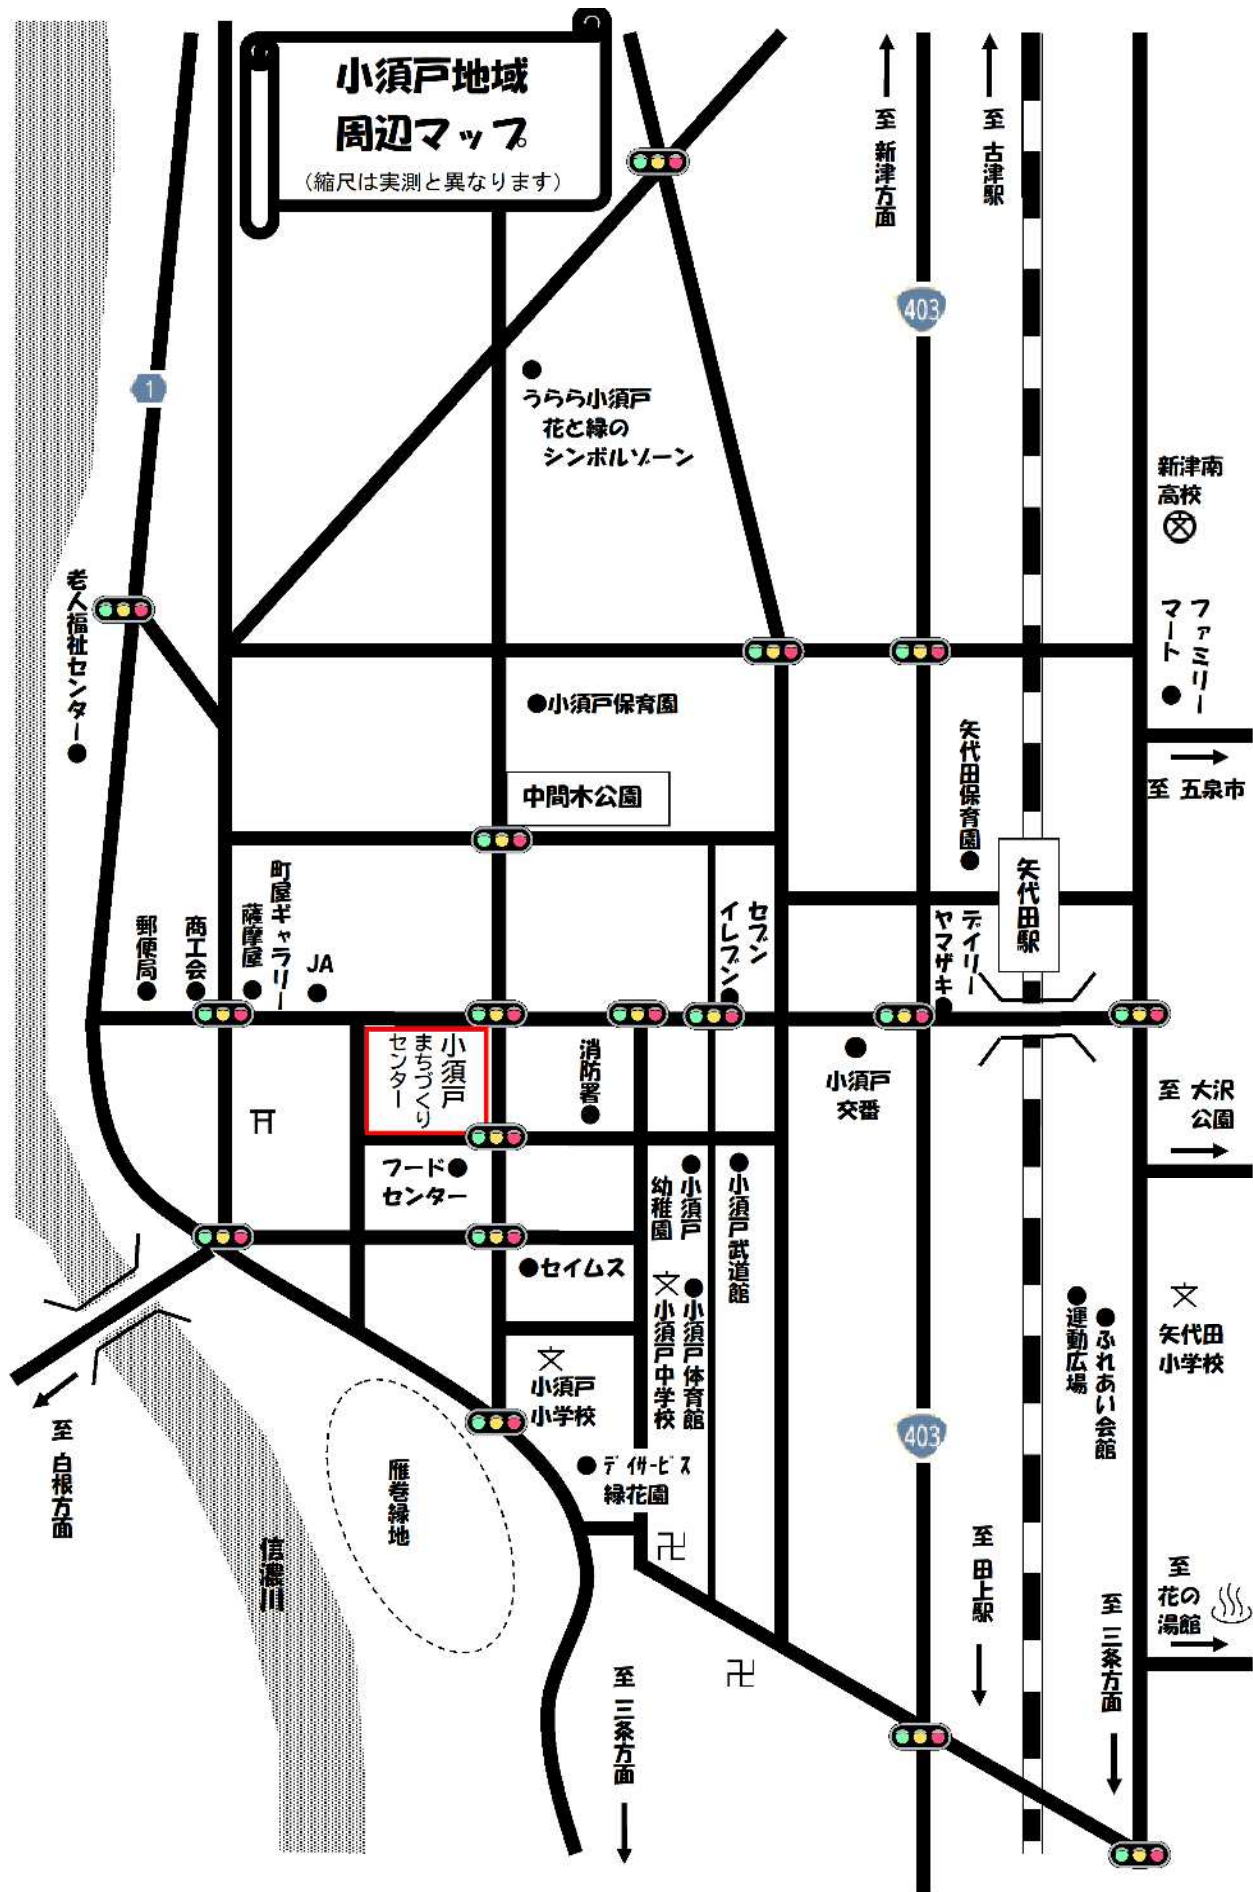 小須戸地域
周辺マップ
(縮尺は実測と異なります)
至 新津方面
至 古津駅
403
1
うらら小須戸
花と緑の
シンボルゾーン
新津南
高校
老人福祉センター
ファミリー
マート
小須戸保育園
矢代田保育園
至 五泉市
中間木公園
矢代田駅
郵便局
商工会
町屋ギャラリー
薩摩屋
JA
セブン
イレブン
デイリー
ヤマザキ
小須戸
まちづくり
センター
消防署
小須戸
交番
至 大沢
公園
フード
センター
小須戸
幼稚園
小須戸武道館
セイムス
小須戸中学校
小須戸体育館
運動広場
ふれあい会館
矢代田
小学校
小須戸
小学校
至 白根方面
雁巻緑地
デイサービス
緑花園
403
信濃川
至 田上駅
至
花の
湯館
至 三条方面
至 三条方面